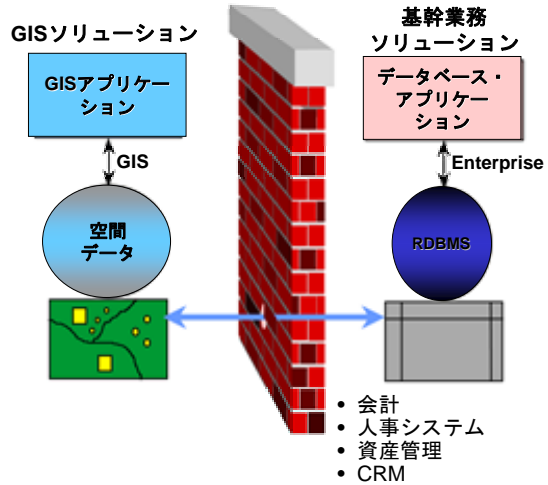 GISソリューション
GISアプリケー
ション
GIS
空間
データ
基幹業務
ソリューション
データベース・
アプリケー
ション
Enterprise
RDBMS
• 会計
• 人事システム
• 資産管理
• CRM